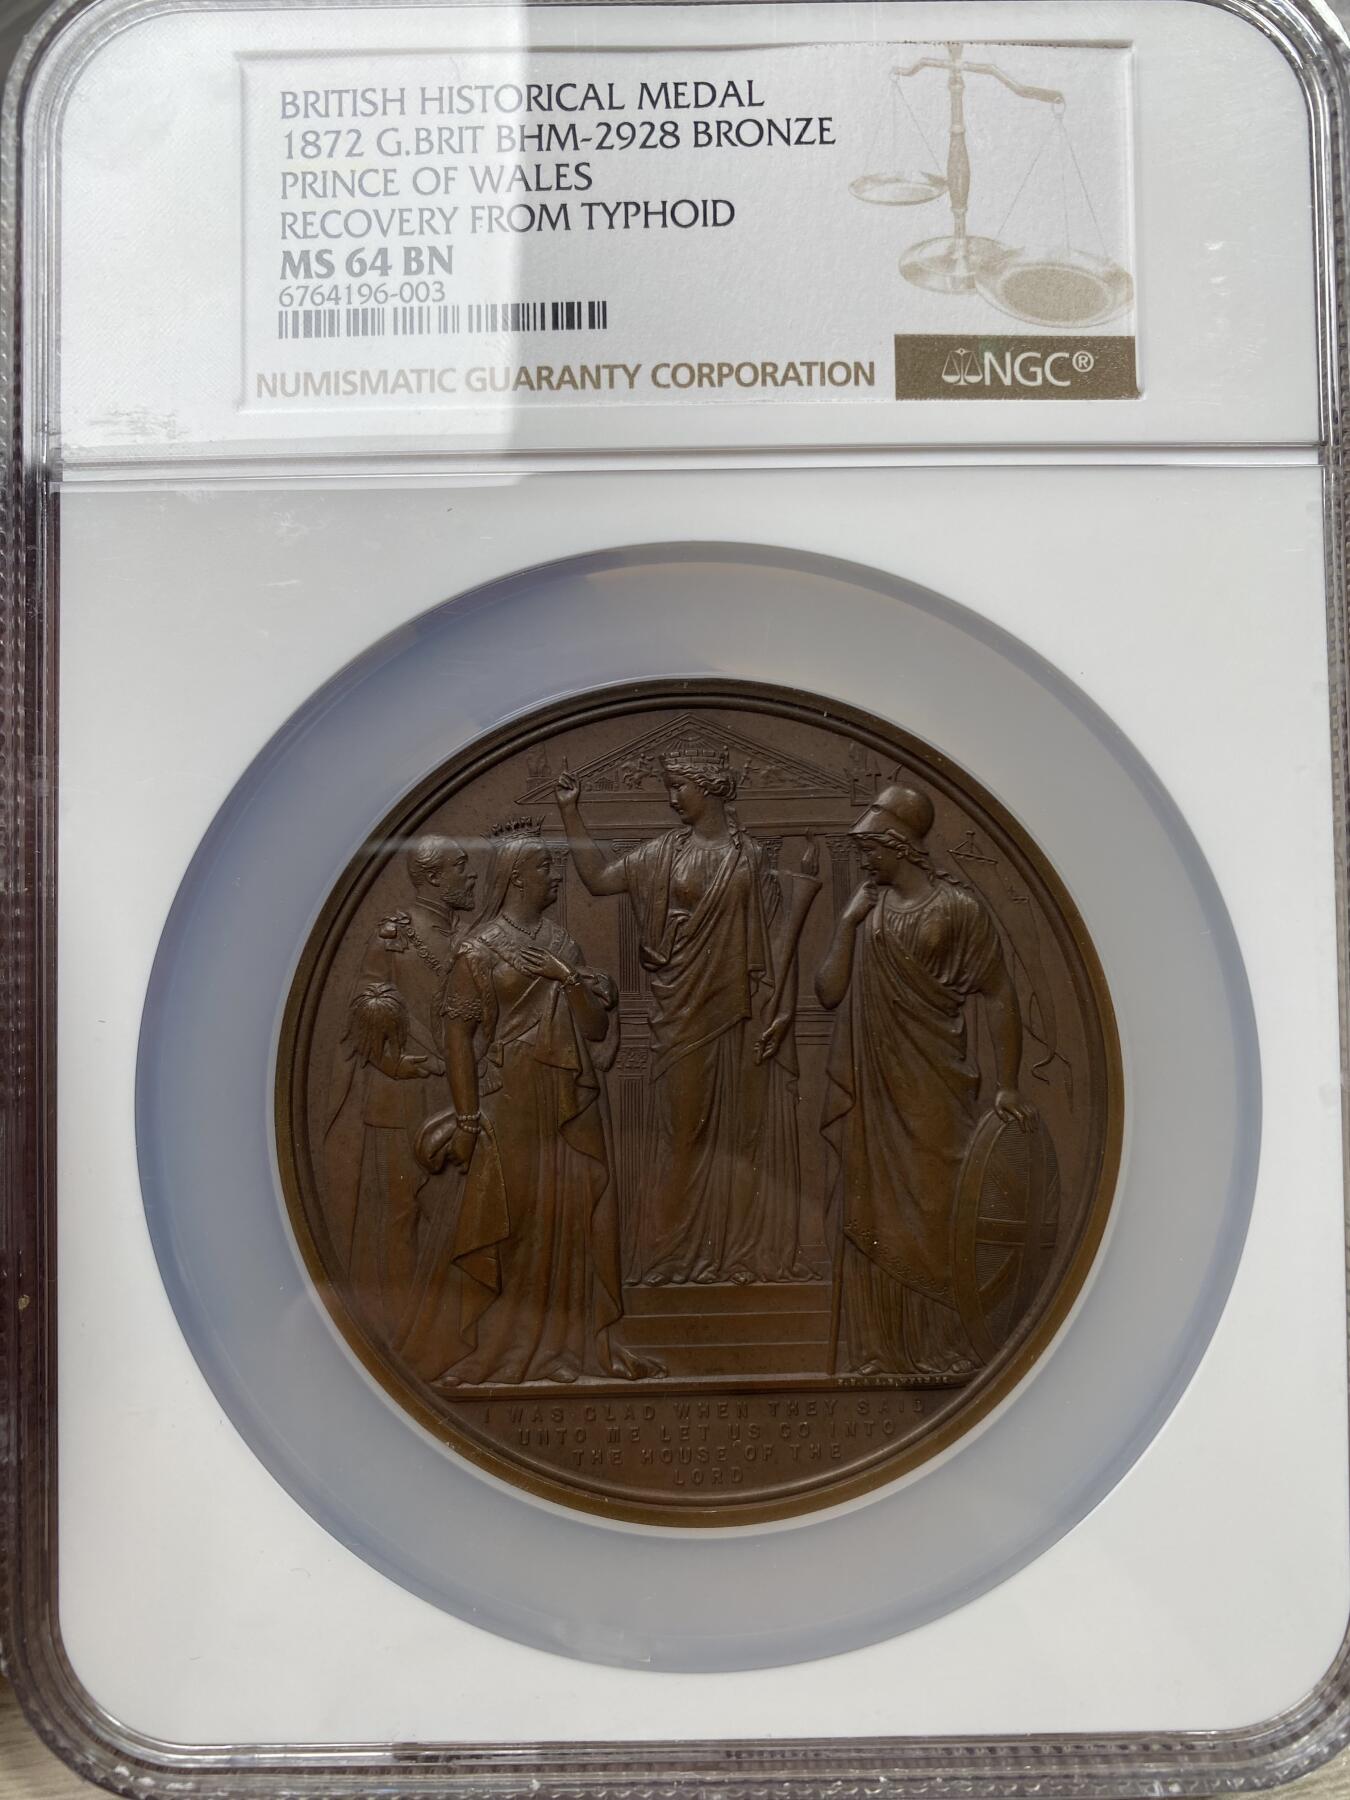 BRITISH HISTORICAL MEDAL
1872 G.BRIT BHM-2928 BRONZE
PRINCE OF WALES
RECOVERY FROM TYPHOID
MS 64 BN
6764196-003
NUMISMATIC GUARANTY CORPORATION
NGC®
I WAS GLAD WHEN THEY SAID
UNTO ME LET US GO INTO
THE HOUSE OF THE
LORD